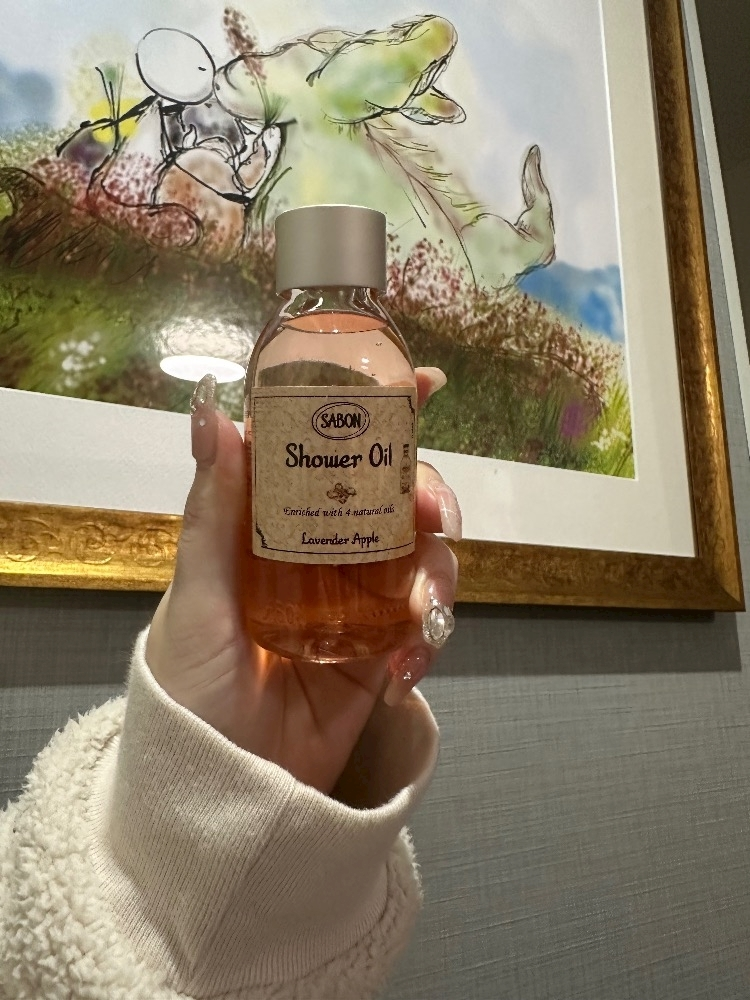 SABON
Shower Oil
Enriched with 4 natural oils
Lavender Apple